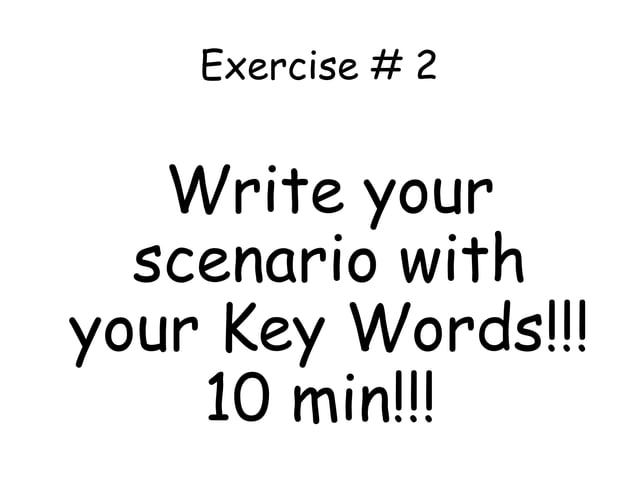 Exercise # 2
Write your
scenario with
your Key Words!!!
10 min!!!